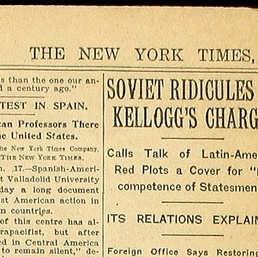 THE NEW YORK TIMES,
s than the one our an-
d a century ago."
TEST IN SPAIN.
an Professors There
e United States.
he New York Times Company.
THE NEW YORK TIMES.
n. ,17.—Spanish-Ameri-
t Valladolid University
day a long document
st American action in
n countries.
of this centre has al-
rapacifist, but after
ed in Central America
to remain silent," de-
SOVIET RIDICULES
KELLOGG'S CHARG
Calls Talk of Latin-Ame
Red Plots a Cover for "
competence of Statesmen
ITS RELATIONS EXPLAIN
Foreign Office Says Restoring